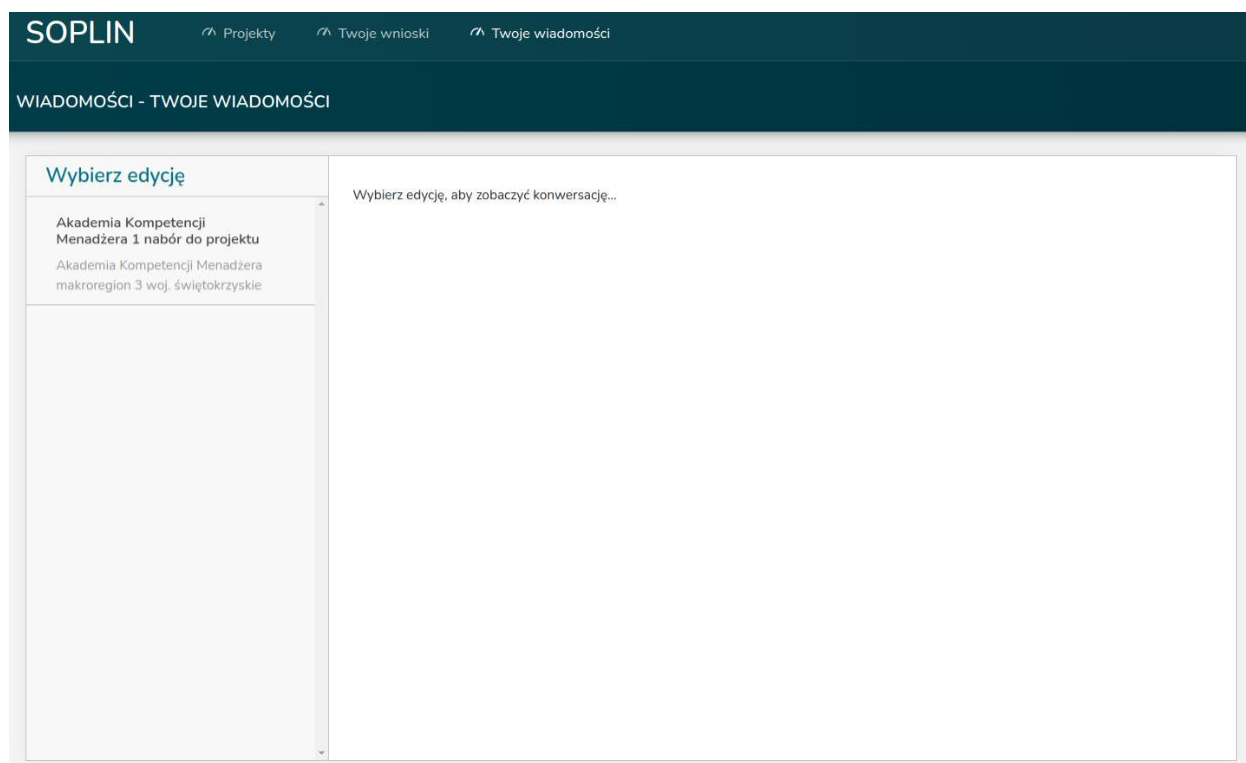 SOPLIN
Projekty
Twoje wnioski
Twoje wiadomości
WIADOMOŚCI - TWOJE WIADOMOŚCI
Wybierz edycję
Akademia Kompetencji
Menadżera 1 nabór do projektu
Akademia Kompetencji Menadżera
makroregion 3 woj. świętokrzyskie
Wybierz edycję, aby zobaczyć konwersację...